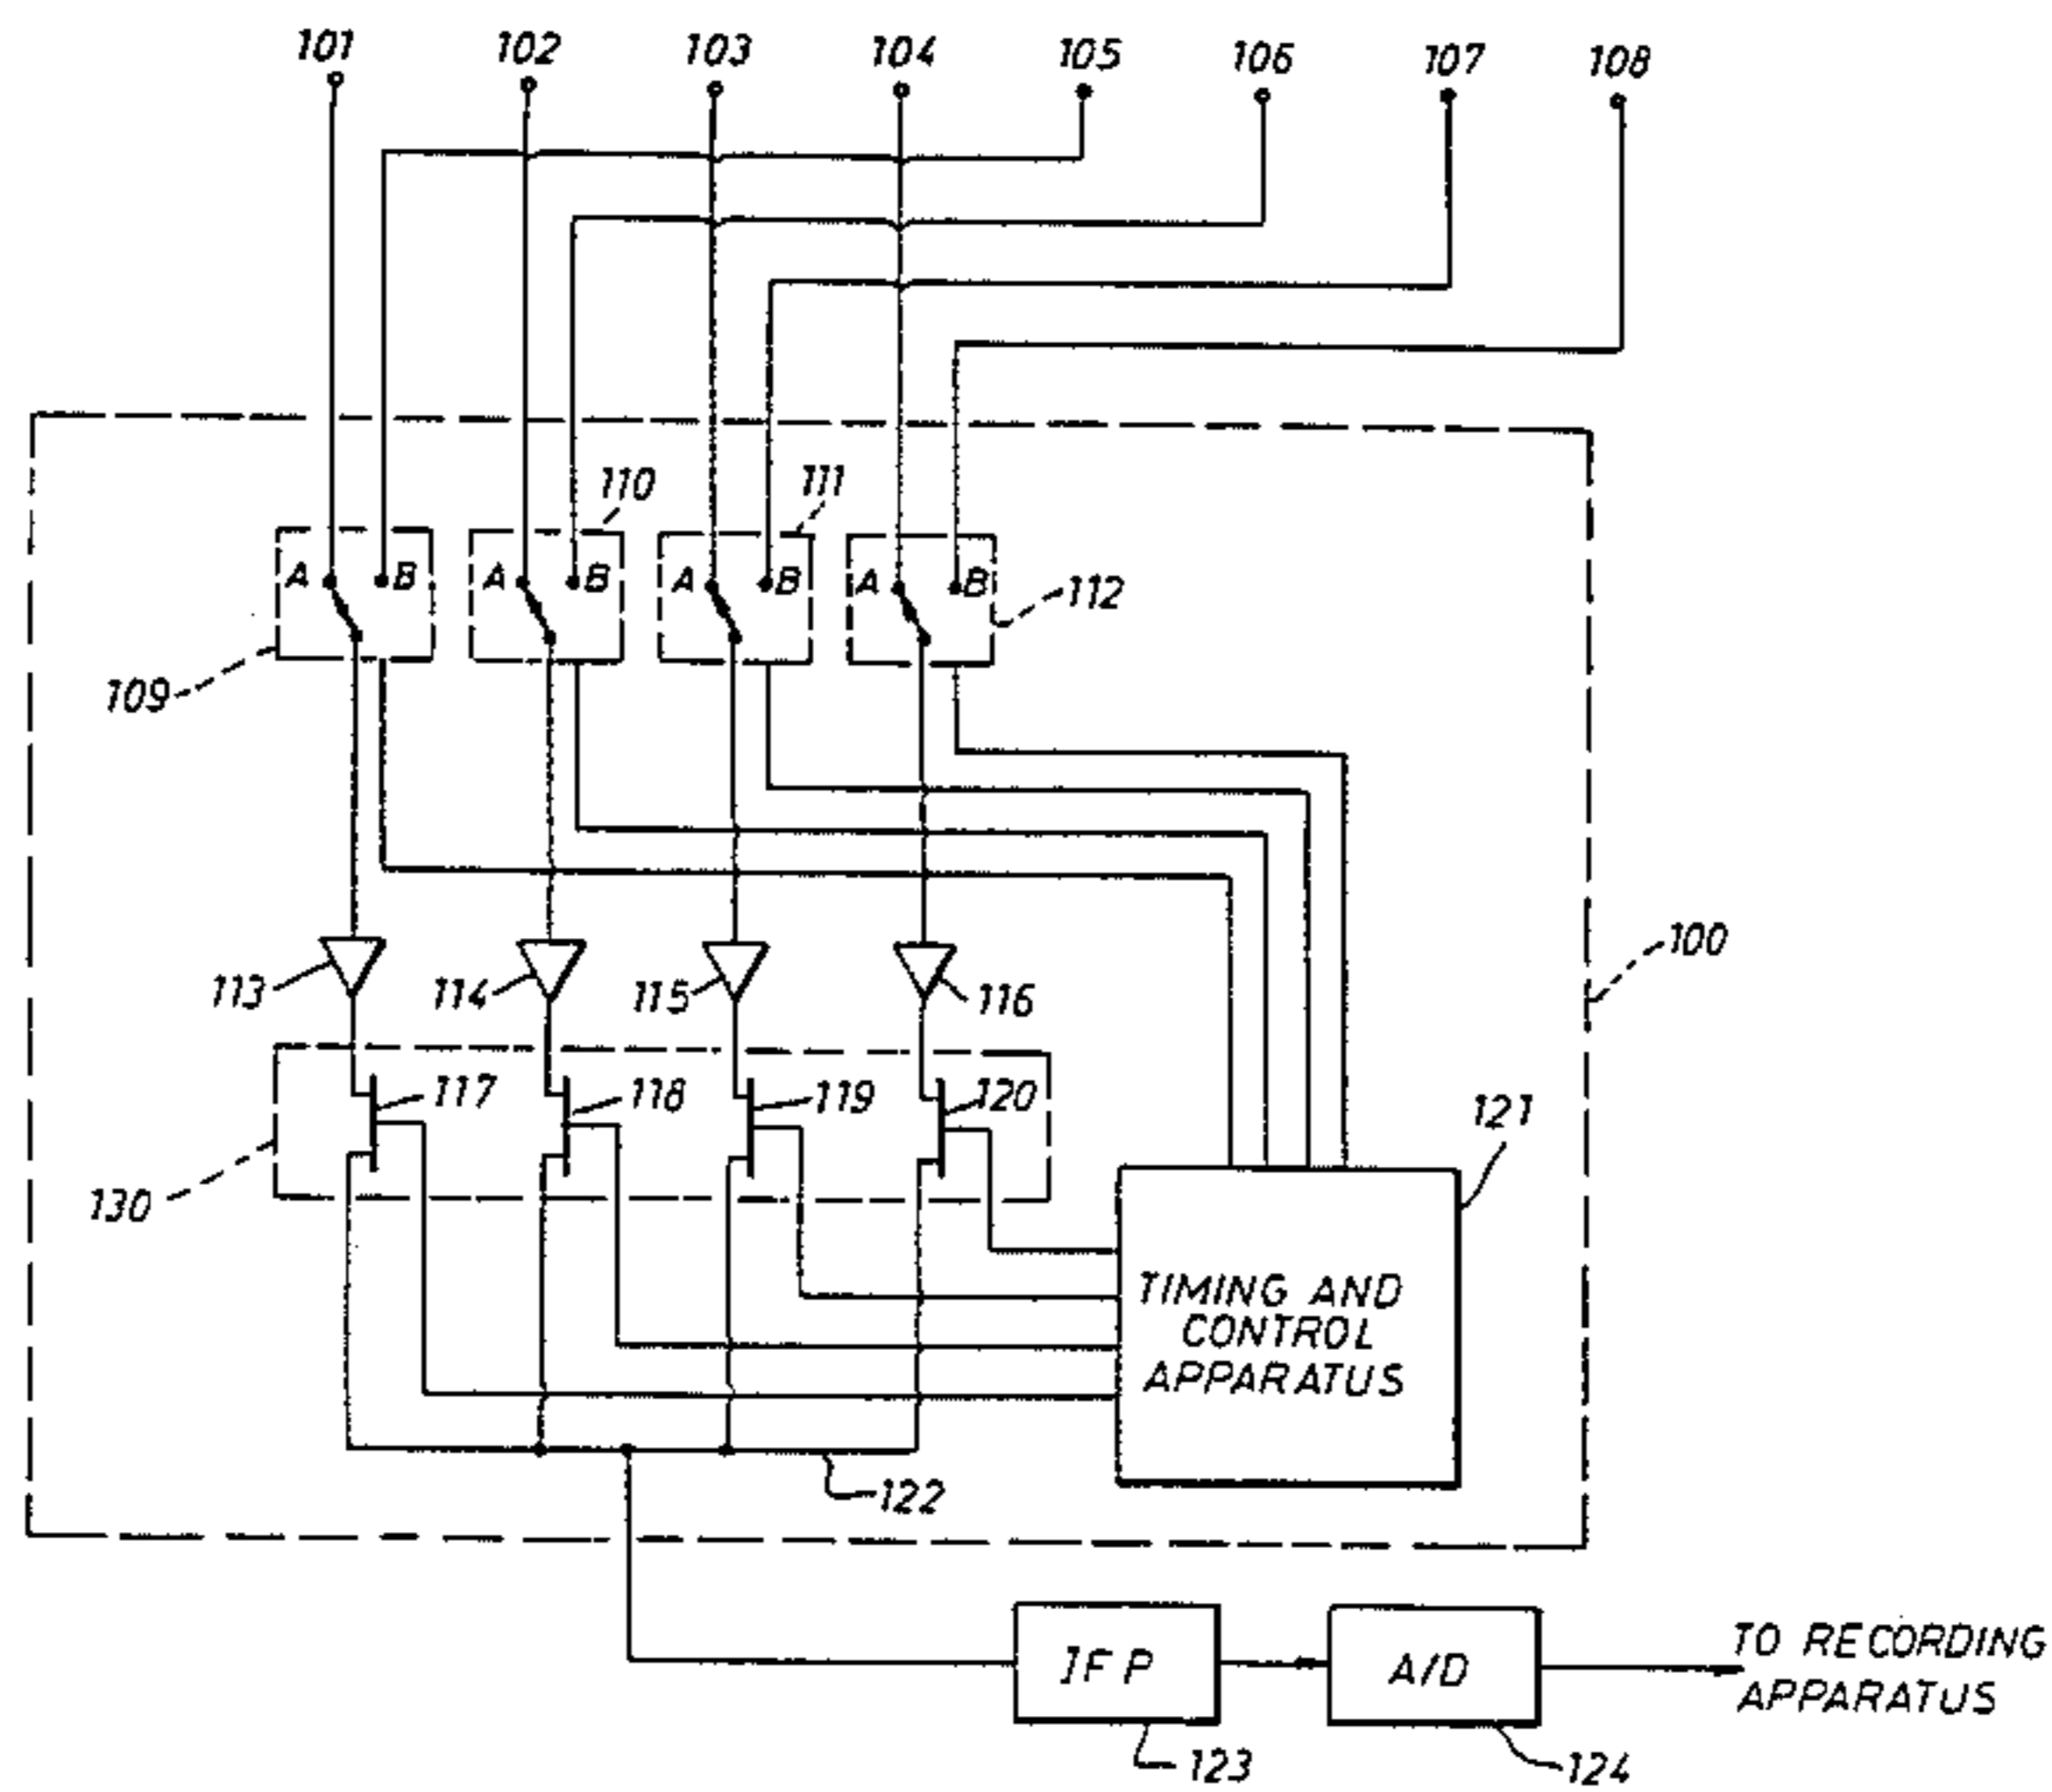 101 102 103 104 105 106 107 108
110 111
A B A B A B A B
112
109
100
113 114 115 116
117 118 119 120
121
130
TIMING AND
CONTROL
APPARATUS
122
IFP A/D TO RECORDING
APPARATUS
123 124